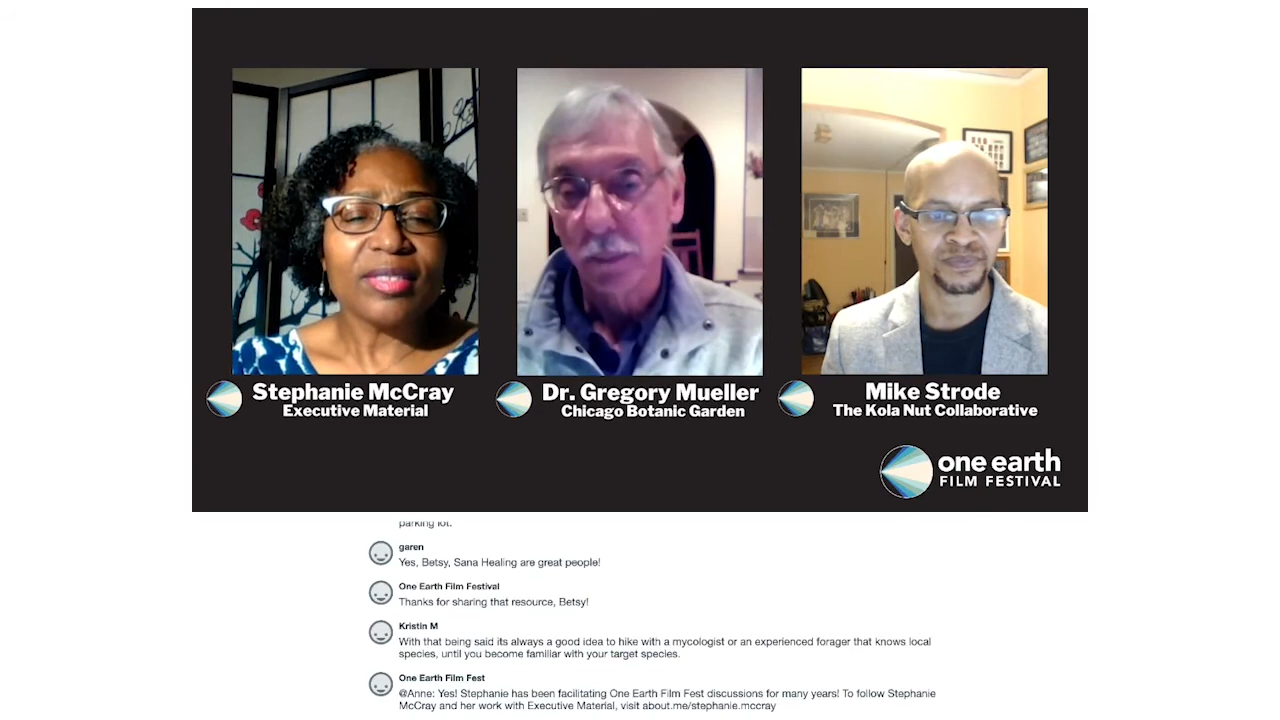 Stephanie McCray
Executive Material
Dr. Gregory Mueller
Chicago Botanic Garden
Mike Strode
The Kola Nut Collaborative
one earth
FILM FESTIVAL
parking lot.
garen
Yes, Betsy, Sana Healing are great people!
One Earth Film Festival
Thanks for sharing that resource, Betsy!
Kristin M
With that being said its always a good idea to hike with a mycologist or an experienced forager that knows local
species, until you become familiar with your target species.
One Earth Film Fest
@Anne: Yes! Stephanie has been facilitating One Earth Film Fest discussions for many years! To follow Stephanie
McCray and her work with Executive Material, visit about.me/stephanie.mccray